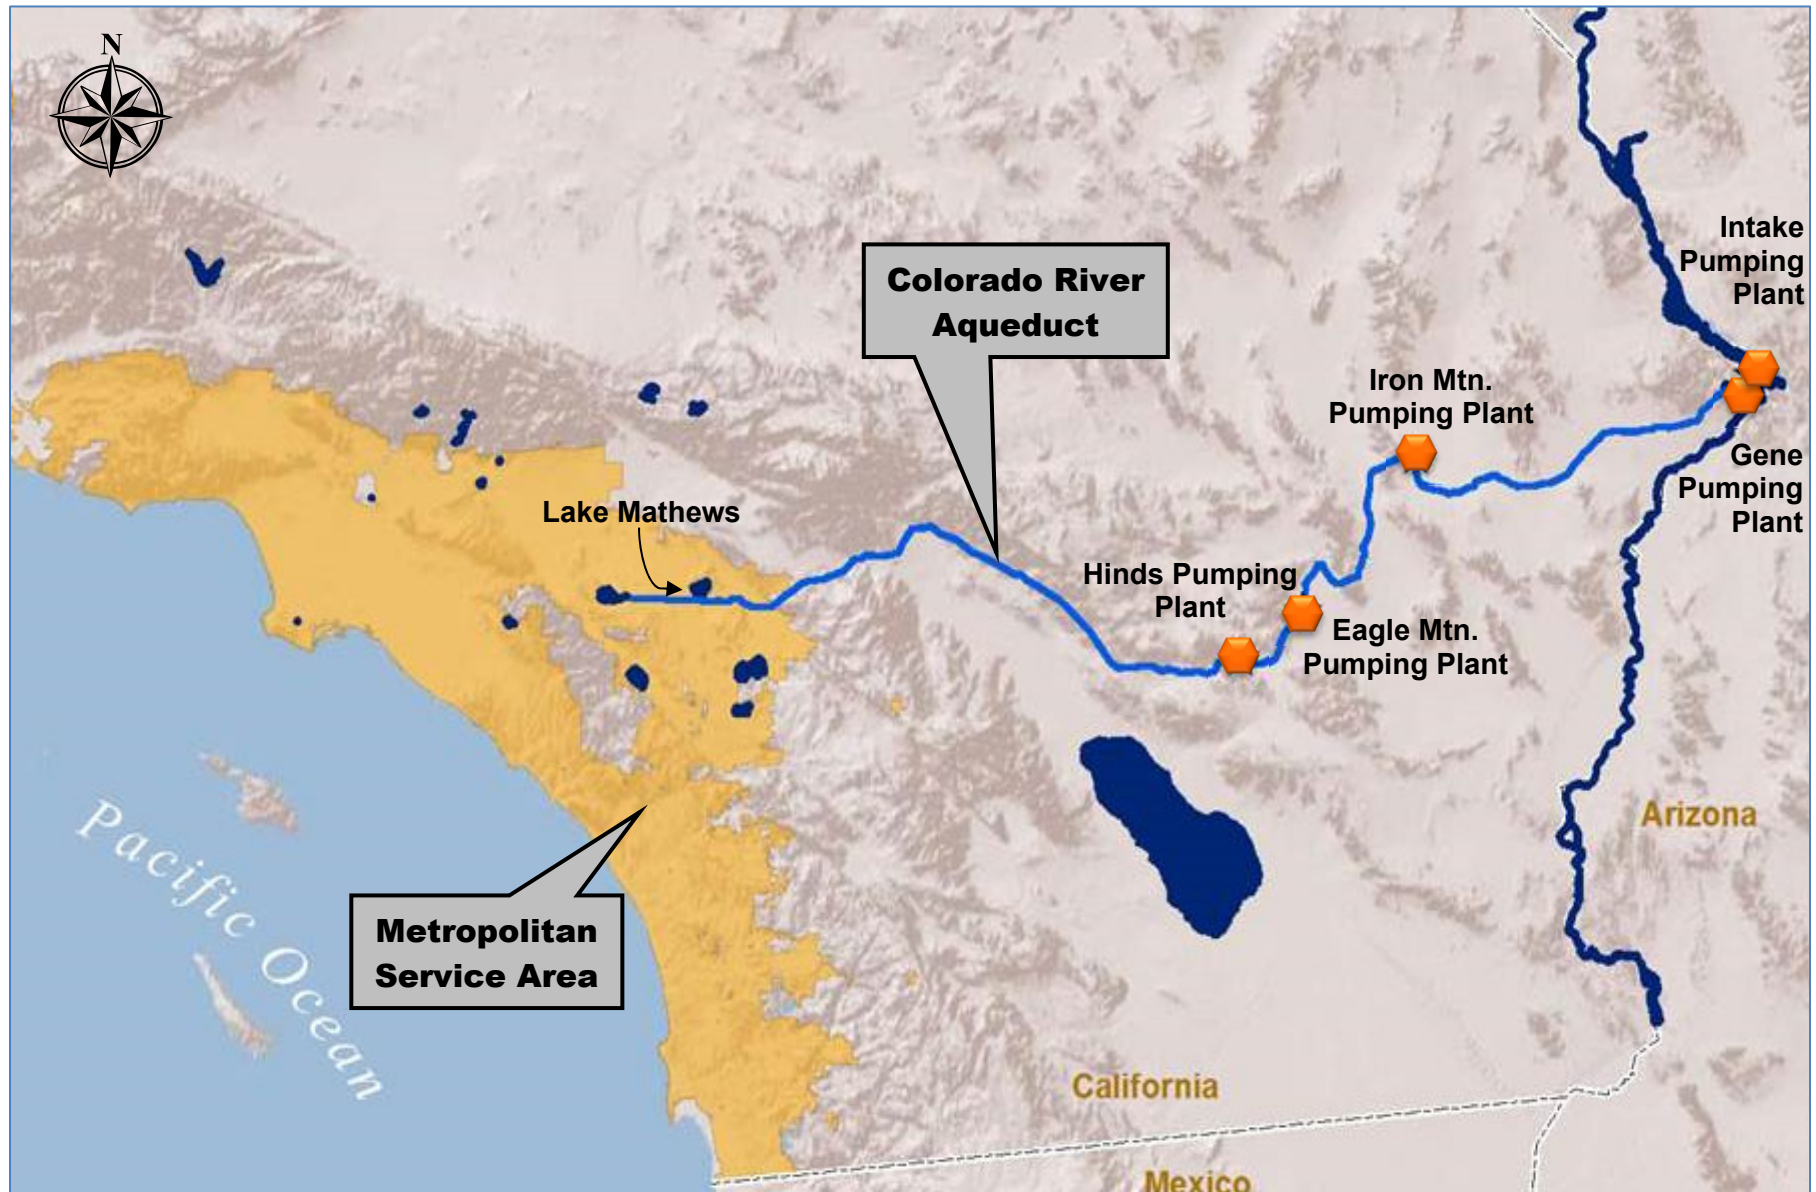 N
Intake
Pumping
Plant
Colorado River
Aqueduct
Iron Mtn.
Pumping Plant
Gene
Pumping
Plant
Lake Mathews
Hinds Pumping
Plant
Eagle Mtn.
Pumping Plant
Arizona
Pacific Ocean
Metropolitan
Service Area
California
Mexico